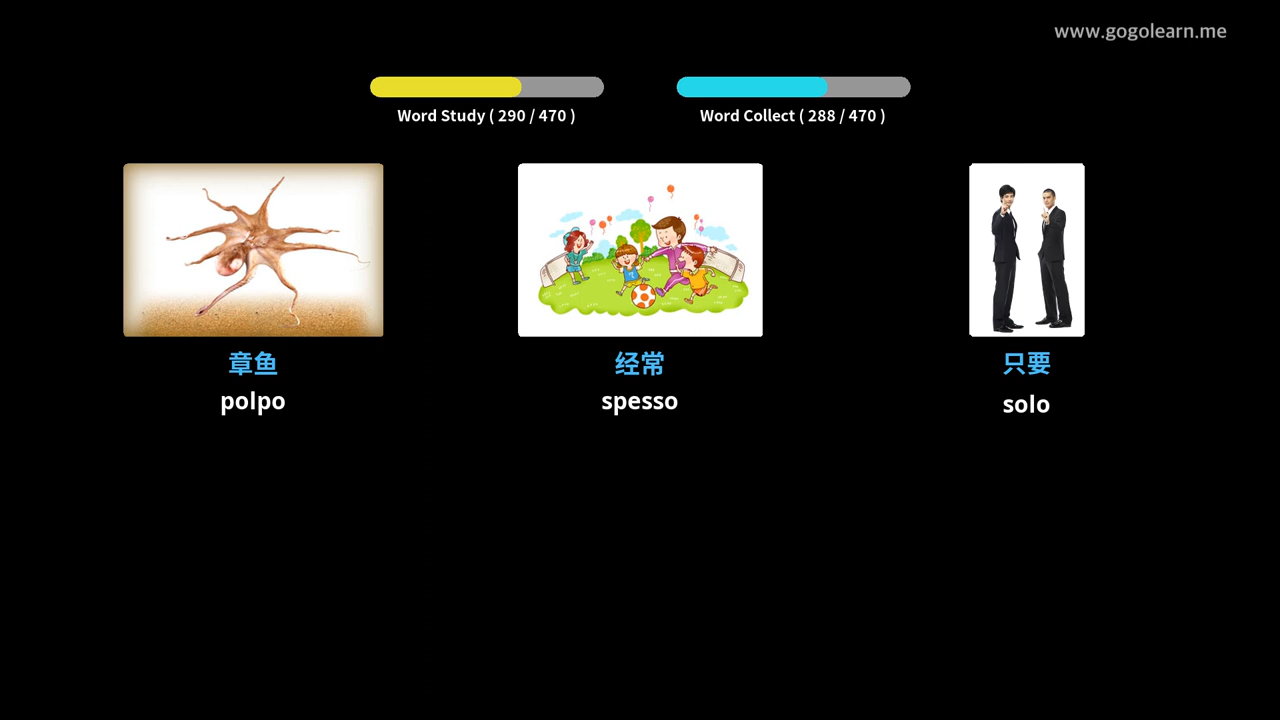 www.gogolearn.me
Word Study ( 290 / 470 )
Word Collect ( 288 / 470 )
章鱼
经常
只要
polpo
spesso
solo